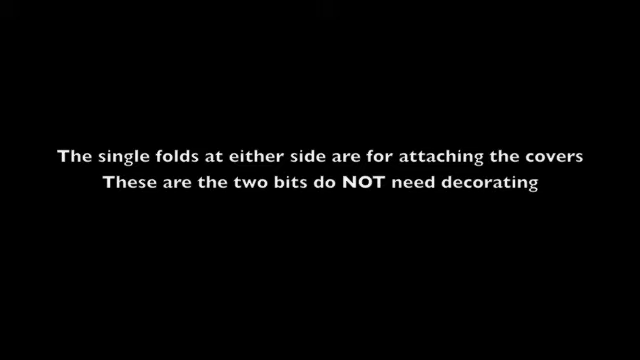 The single folds at either side are for attaching the covers
These are the two bits do NOT need decorating